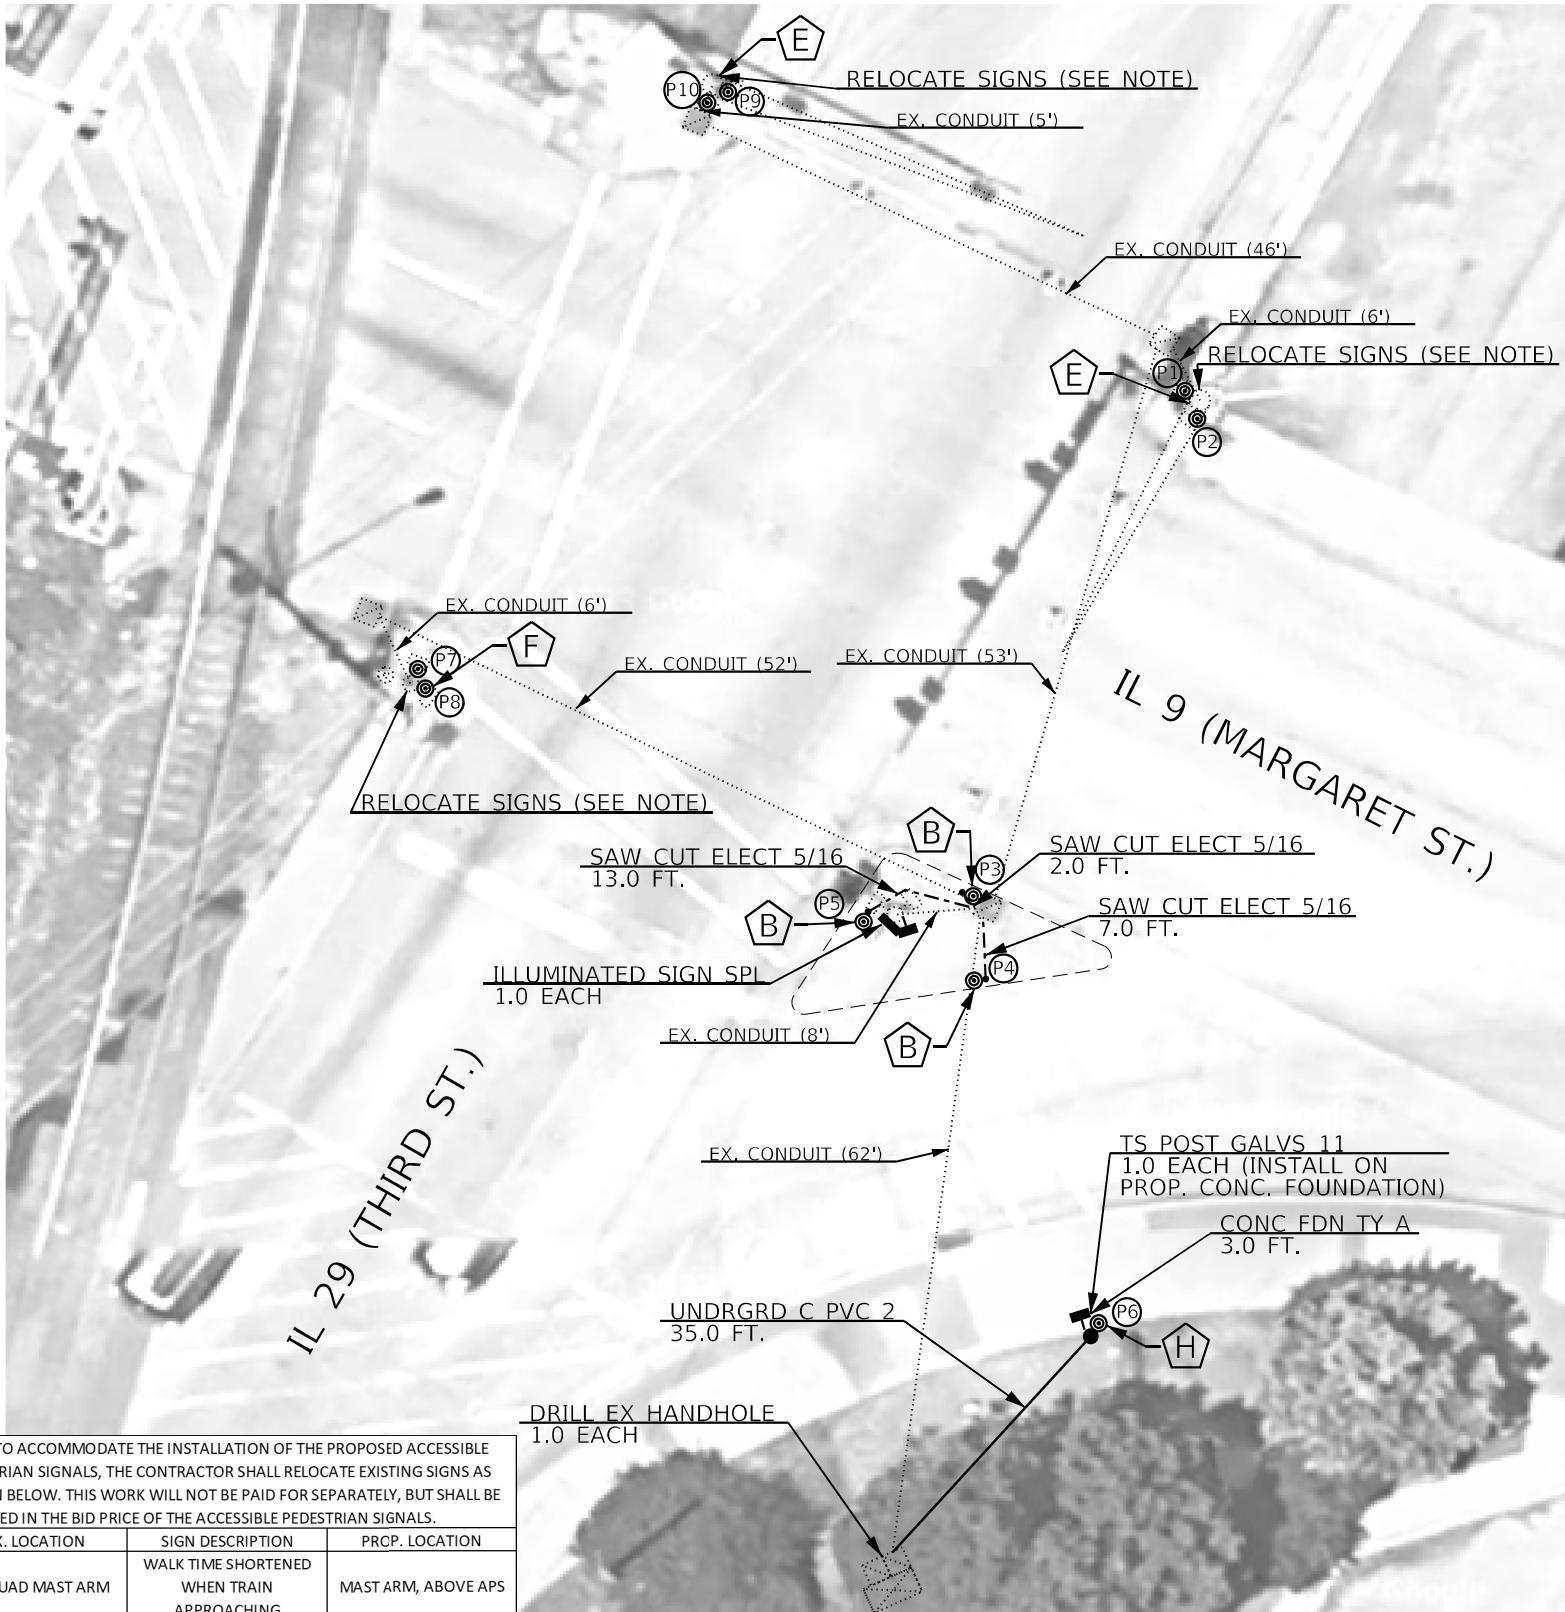 E
RELOCATE SIGNS (SEE NOTE)
P10
P9
EX. CONDUIT (5')
EX. CONDUIT (46')
EX. CONDUIT (6')
RELOCATE SIGNS (SEE NOTE)
E
P1
P2
EX. CONDUIT (6')
F
P7
P8
EX. CONDUIT (52')
EX. CONDUIT (53')
IL 9 (MARGARET ST.)
RELOCATE SIGNS (SEE NOTE)
B
SAW CUT ELECT 5/16
2.0 FT.
SAW CUT ELECT 5/16
13.0 FT.
P3
P5
B
SAW CUT ELECT 5/16
7.0 FT.
P4
ILLUMINATED SIGN SPL
1.0 EACH
EX. CONDUIT (8')
B
IL 29 (THIRD ST.)
EX. CONDUIT (62')
TS POST GALVS 11
1.0 EACH (INSTALL ON
PROP. CONC. FOUNDATION)
CONC FDN TY A
3.0 FT.
UNDRGRD C PVC 2
35.0 FT.
P6
H
DRILL EX HANDHOLE
1.0 EACH
TO ACCOMMODATE THE INSTALLATION OF THE PROPOSED ACCESSIBLE
RIAN SIGNALS, THE CONTRACTOR SHALL RELOCATE EXISTING SIGNS AS
N BELOW. THIS WORK WILL NOT BE PAID FOR SEPARATELY, BUT SHALL BE
ED IN THE BID PRICE OF THE ACCESSIBLE PEDESTRIAN SIGNALS.
. LOCATION SIGN DESCRIPTION PROP. LOCATION
WALK TIME SHORTENED
UAD MAST ARM WHEN TRAIN MAST ARM, ABOVE APS
APPROACHING
Google